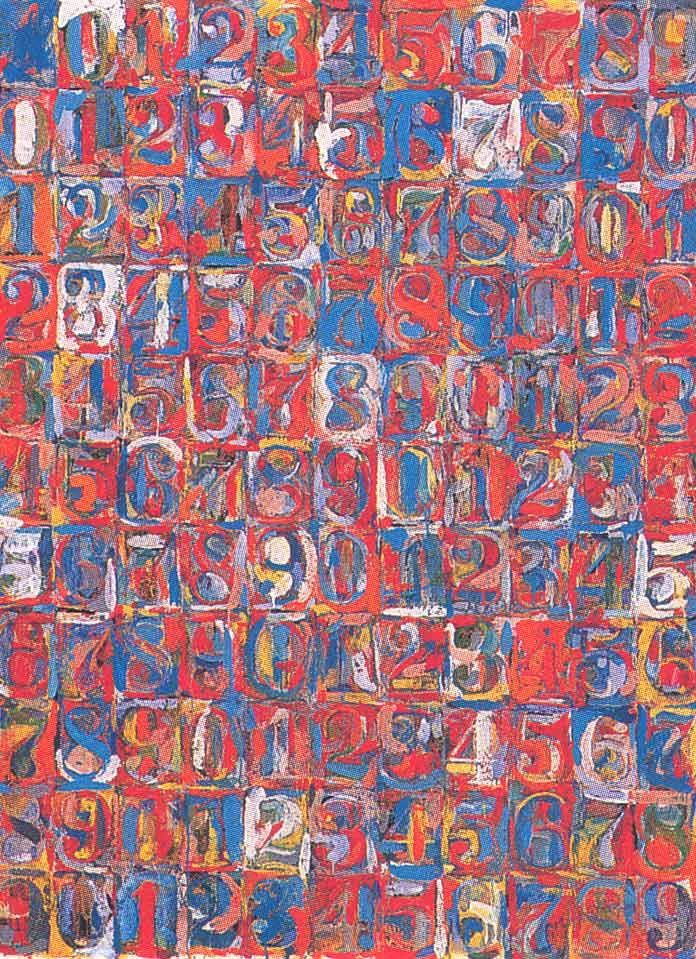 0 1 2 3 4 5 6 7 8 9
0 1 2 3 4 5 6 7 8 9 0
1 2 3 4 5 6 7 8 9 0 1
2 3 4 5 6 7 8 9 0 1 2
3 4 5 6 7 8 9 0 1 2 3
4 5 6 7 8 9 0 1 2 3 4
5 6 7 8 9 0 1 2 3 4 5
6 7 8 9 0 1 2 3 4 5 6
7 8 9 0 1 2 3 4 5 6 7
8 9 0 1 2 3 4 5 6 7 8
9 0 1 2 3 4 5 6 7 8 9